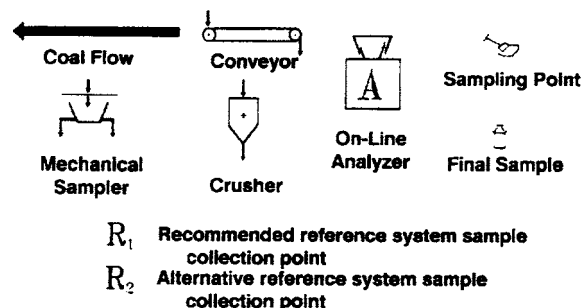 Coal Flow
Conveyor
A
Sampling Point
Mechanical
Sampler
Crusher
On-Line
Analyzer
Final Sample
R1 Recommended reference system sample
collection point
R2 Alternative reference system sample
collection point